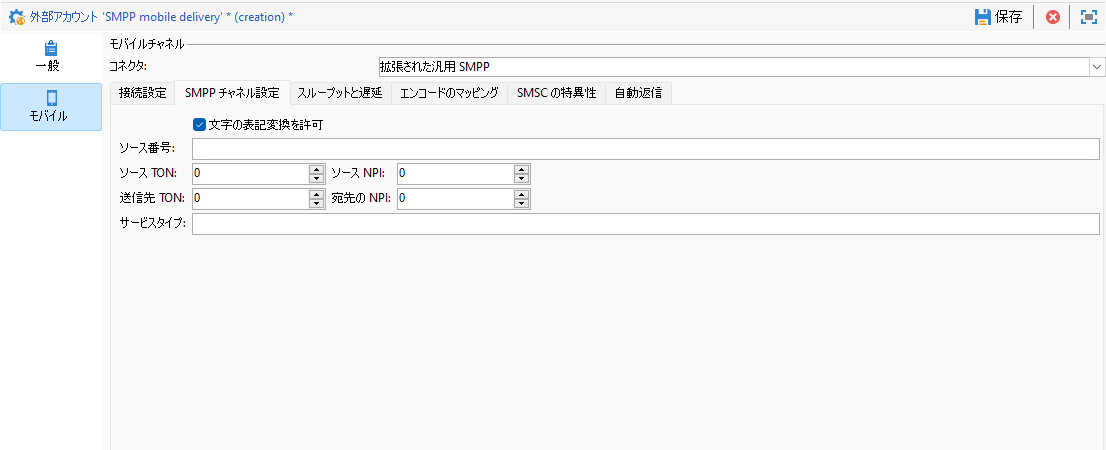 外部アカウント 'SMPP mobile delivery' * (creation) *
保存
一般
モバイル
モバイルチャネル
コネクタ: 拡張された汎用 SMPP
接続設定 SMPP チャネル設定 スループットと遅延 エンコードのマッピング SMSC の特異性 自動返信
文字の表記変換を許可
ソース番号:
ソース TON: 0 ソース NPI: 0
送信先 TON: 0 宛先の NPI: 0
サービスタイプ: